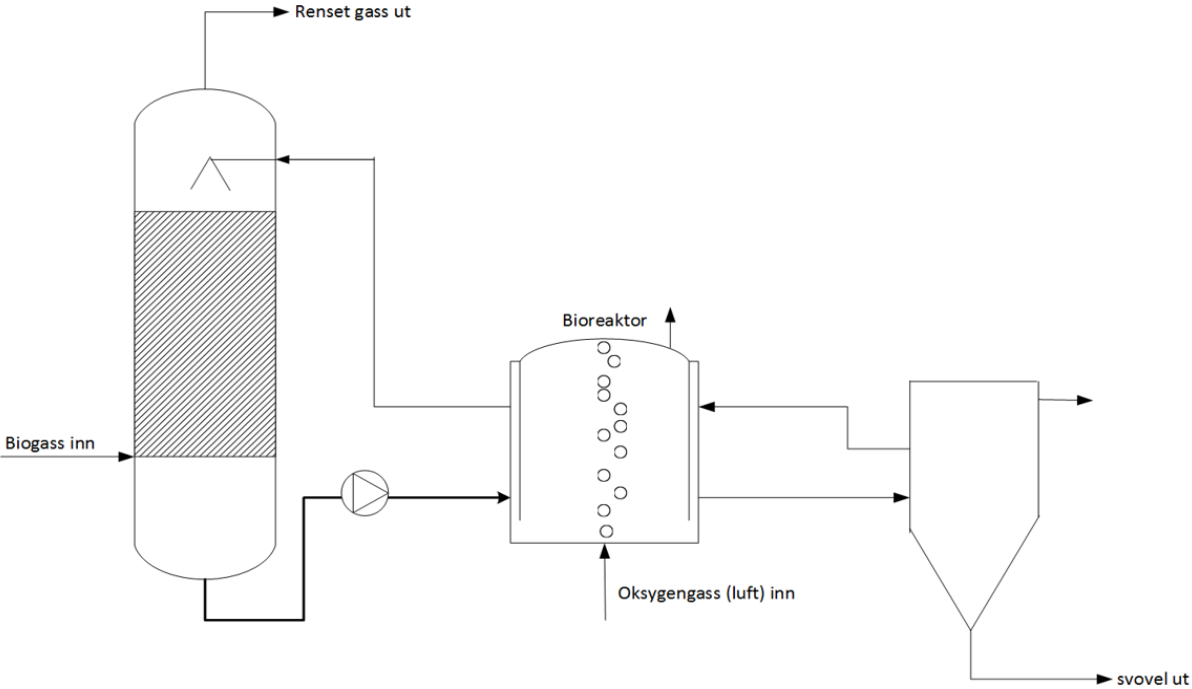 Renset gass ut
Bioreaktor
Biogass inn
Oksygengass (luft) inn
svovel ut